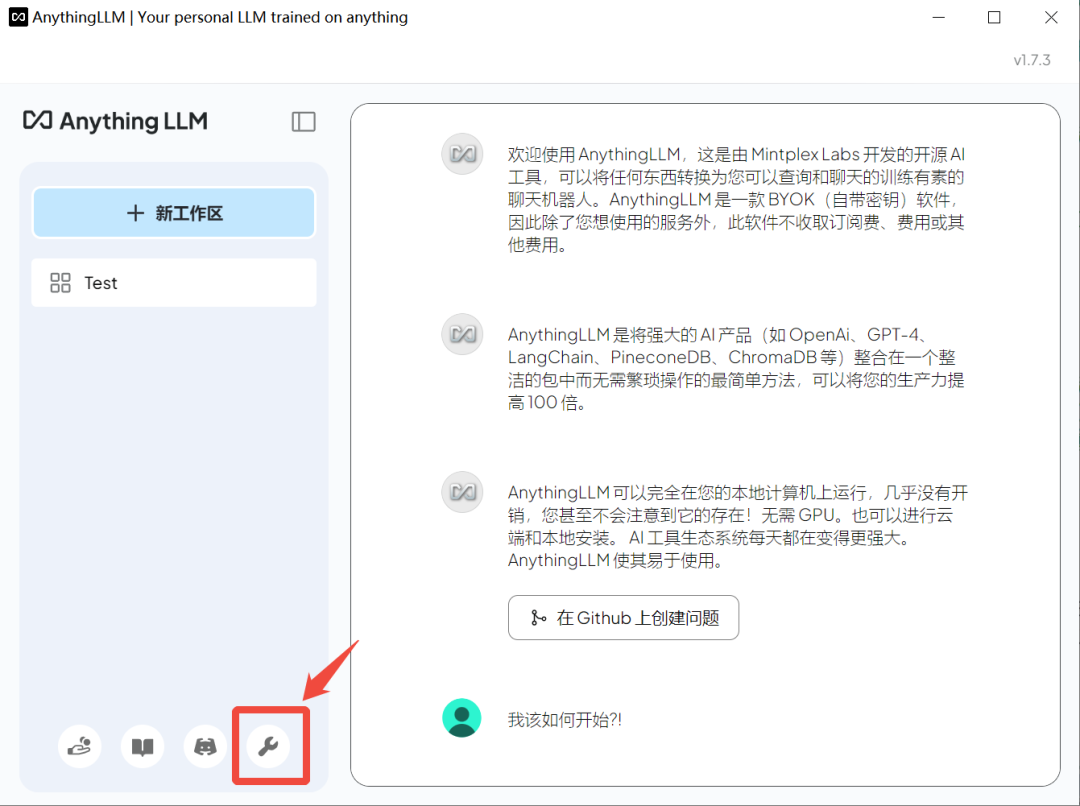 AnythingLLM | Your personal LLM trained on anything
v1.7.3
Anything LLM
新工作区
Test
欢迎使用 AnythingLLM，这是由 Mintplex Labs 开发的开源 AI
工具，可以将任何东西转换为您可以查询和聊天的训练有素的
聊天机器人。AnythingLLM 是一款 BYOK（自带密钥）软件，
因此除了您想使用的服务外，此软件不收取订阅费、费用或其
他费用。
AnythingLLM 是将强大的 AI 产品（如 OpenAi、GPT-4、
LangChain、PineconeDB、ChromaDB 等）整合在一个整
洁的包中而无需繁琐操作的最简单方法，可以将您的生产力提
高 100 倍。
AnythingLLM 可以完全在您的本地计算机上运行，几乎没有开
销，您甚至不会注意到它的存在！无需 GPU。也可以进行云
端和本地安装。 AI 工具生态系统每天都在变得更强大。
AnythingLLM 使其易于使用。
在 Github 上创建问题
我该如何开始?!